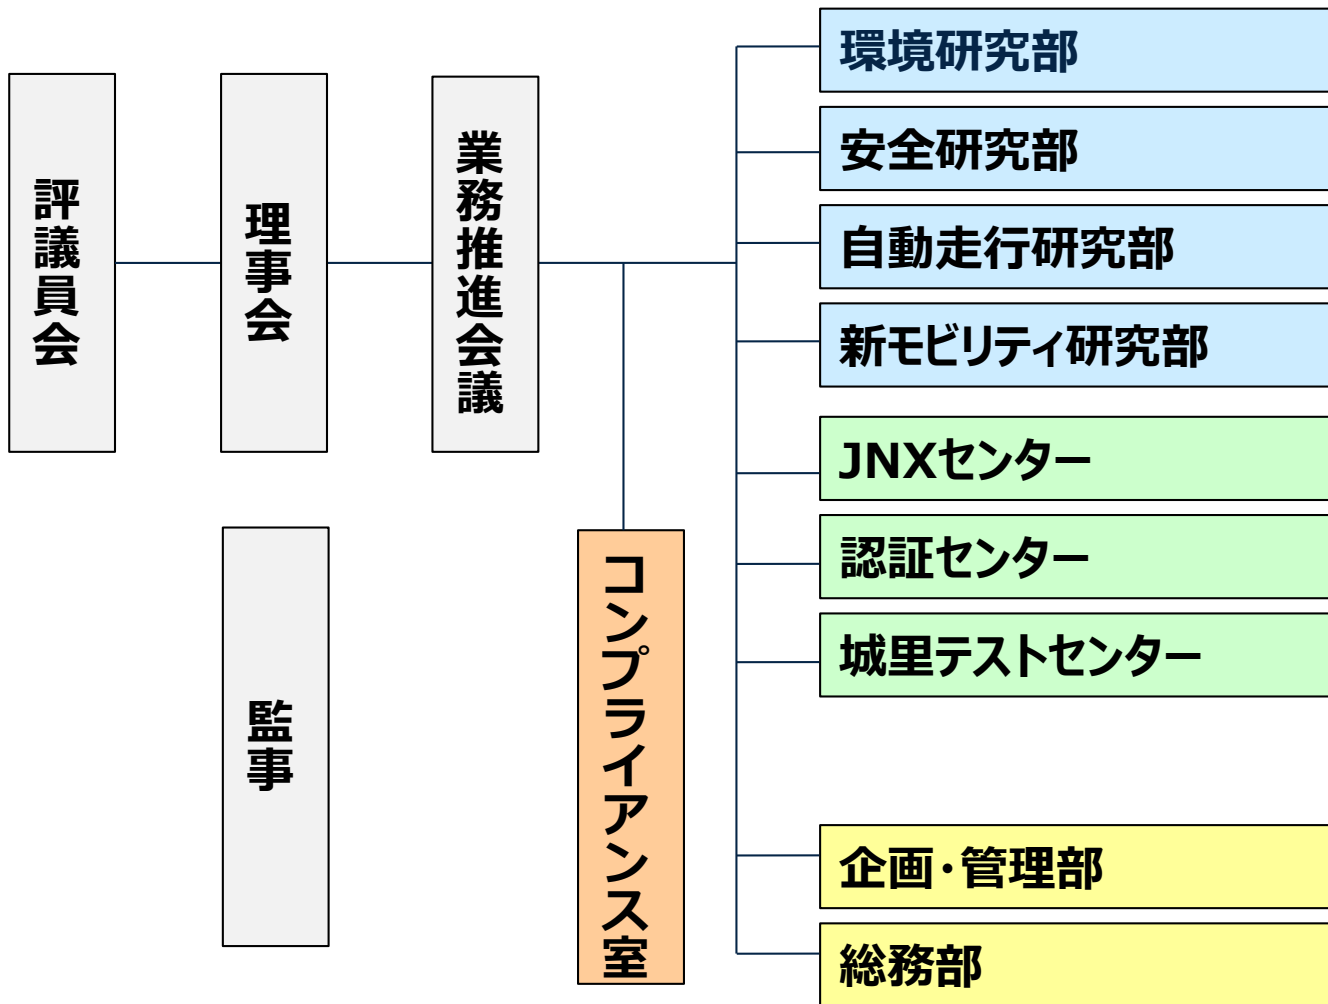 評議員会
理事会
業務推進会議
監事
コンプライアンス室
環境研究部
安全研究部
自動走行研究部
新モビリティ研究部
JNXセンター
認証センター
城里テストセンター
企画・管理部
総務部